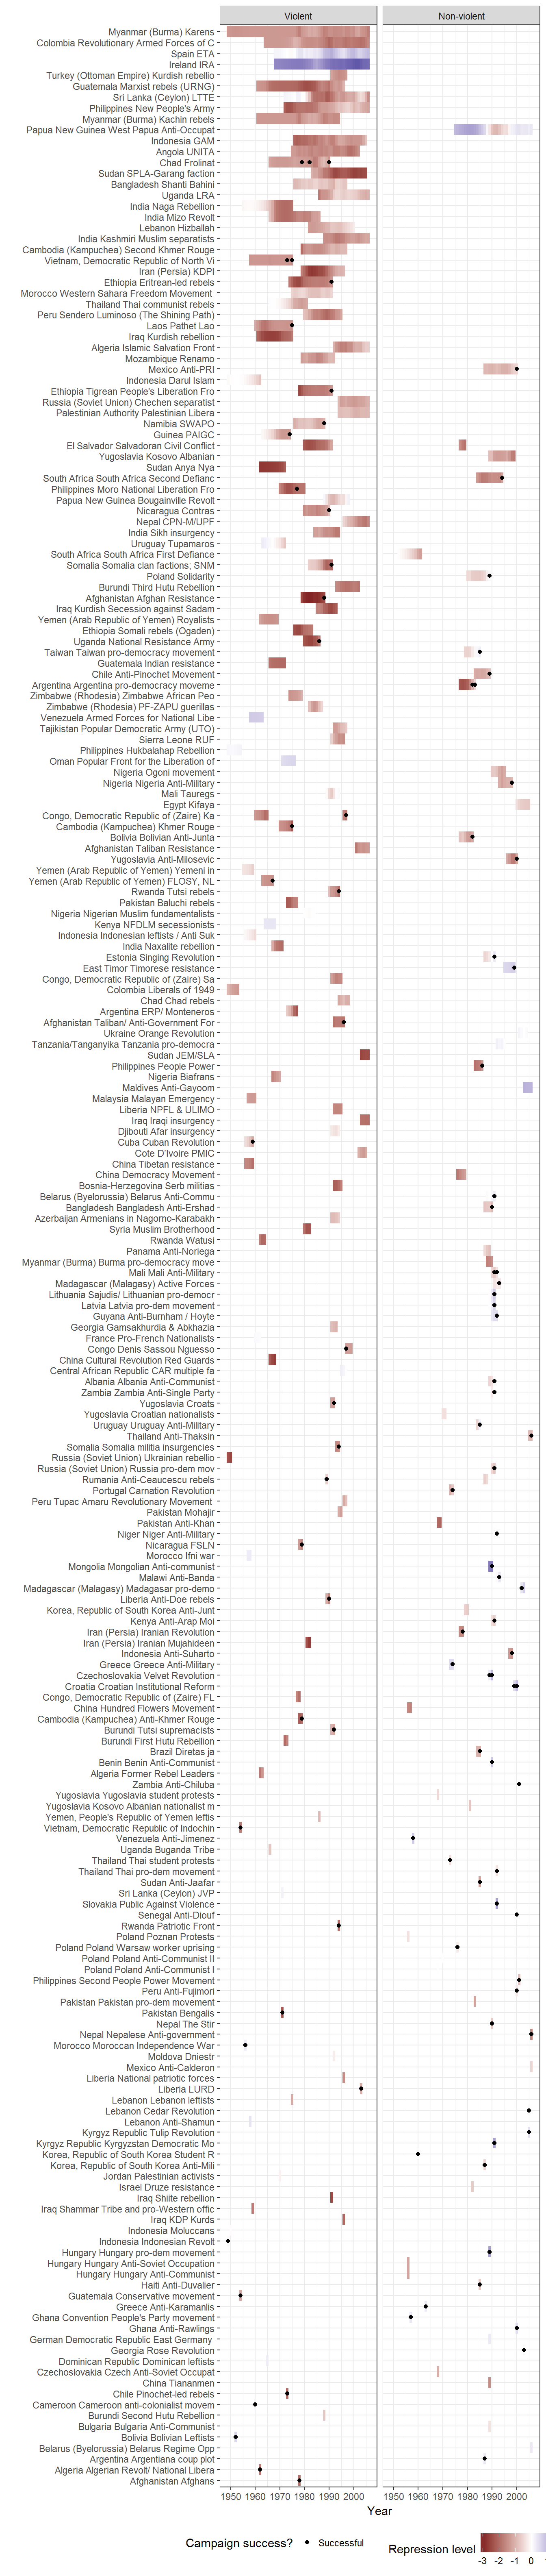 Violent
Non-violent
Myanmar (Burma) Karens
Colombia Revolutionary Armed Forces of C
Spain ETA
Ireland IRA
Turkey (Ottoman Empire) Kurdish rebellio
Guatemala Marxist rebels (URNG)
Sri Lanka (Ceylon) LTTE
Philippines New People's Army
Myanmar (Burma) Kachin rebels
Papua New Guinea West Papua Anti-Occupat
Indonesia GAM
Angola UNITA
Chad Frolinat
Sudan SPLA-Garang faction
Bangladesh Shanti Bahini
Uganda LRA
India Naga Rebellion
India Mizo Revolt
Lebanon Hizballah
India Kashmiri Muslim separatists
Cambodia (Kampuchea) Second Khmer Rouge
Vietnam, Democratic Republic of North Vi
Iran (Persia) KDPI
Ethiopia Eritrean-led rebels
Morocco Western Sahara Freedom Movement
Thailand Thai communist rebels
Peru Sendero Luminoso (The Shining Path)
Laos Pathet Lao
Iraq Kurdish rebellion
Algeria Islamic Salvation Front
Mozambique Renamo
Mexico Anti-PRI
Indonesia Darul Islam
Ethiopia Tigrean People's Liberation Fro
Russia (Soviet Union) Chechen separatist
Palestinian Authority Palestinian Libera
Namibia SWAPO
Guinea PAIGC
El Salvador Salvadoran Civil Conflict
Yugoslavia Kosovo Albanian
Sudan Anya Nya
South Africa South Africa Second Defianc
Philippines Moro National Liberation Fro
Papua New Guinea Bougainville Revolt
Nicaragua Contras
Nepal CPN-M/UPF
India Sikh insurgency
Uruguay Tupamaros
South Africa South Africa First Defiance
Somalia Somalia clan factions; SNM
Poland Solidarity
Burundi Third Hutu Rebellion
Afghanistan Afghan Resistance
Iraq Kurdish Secession against Sadam
Yemen (Arab Republic of Yemen) Royalists
Ethiopia Somali rebels (Ogaden)
Uganda National Resistance Army
Taiwan Taiwan pro-democracy movement
Guatemala Indian resistance
Chile Anti-Pinochet Movement
Argentina Argentina pro-democracy moveme
Zimbabwe (Rhodesia) Zimbabwe African Peo
Zimbabwe (Rhodesia) PF-ZAPU guerillas
Venezuela Armed Forces for National Libe
Tajikistan Popular Democratic Army (UTO)
Sierra Leone RUF
Philippines Hukbalahap Rebellion
Oman Popular Front for the Liberation of
Nigeria Ogoni movement
Nigeria Nigeria Anti-Military
Mali Tauregs
Egypt Kifaya
Congo, Democratic Republic of (Zaire) Ka
Cambodia (Kampuchea) Khmer Rouge
Bolivia Bolivian Anti-Junta
Afghanistan Taliban Resistance
Yugoslavia Anti-Milosevic
Yemen (Arab Republic of Yemen) Yemeni in
Yemen (Arab Republic of Yemen) FLOSY, NL
Rwanda Tutsi rebels
Pakistan Baluchi rebels
Nigeria Nigerian Muslim fundamentalists
Kenya NFDLM secessionists
Indonesia Indonesian leftists / Anti Suk
India Naxalite rebellion
Estonia Singing Revolution
East Timor Timorese resistance
Congo, Democratic Republic of (Zaire) Sa
Colombia Liberals of 1949
Chad Chad rebels
Argentina ERP/ Monteneros
Afghanistan Taliban/ Anti-Government For
Ukraine Orange Revolution
Tanzania/Tanganyika Tanzania pro-democra
Sudan JEM/SLA
Philippines People Power
Nigeria Biafrans
Maldives Anti-Gayoom
Malaysia Malayan Emergency
Liberia NPFL & ULIMO
Iraq Iraqi insurgency
Djibouti Afar insurgency
Cuba Cuban Revolution
Cote D'Ivoire PMIC
China Tibetan resistance
China Democracy Movement
Bosnia-Herzegovina Serb militias
Belarus (Byelorussia) Belarus Anti-Commu
Bangladesh Bangladesh Anti-Ershad
Azerbaijan Armenians in Nagorno-Karabakh
Syria Muslim Brotherhood
Rwanda Watusi
Panama Anti-Noriega
Myanmar (Burma) Burma pro-democracy move
Mali Mali Anti-Military
Madagascar (Malagasy) Active Forces
Lithuania Sajudis/ Lithuanian pro-democr
Latvia Latvia pro-dem movement
Guyana Anti-Burnham / Hoyte
Georgia Gamsakhurdia & Abkhazia
France Pro-French Nationalists
Congo Denis Sassou Nguesso
China Cultural Revolution Red Guards
Central African Republic CAR multiple fa
Albania Albania Anti-Communist
Zambia Zambia Anti-Single Party
Yugoslavia Croats
Yugoslavia Croatian nationalists
Uruguay Uruguay Anti-Military
Thailand Anti-Thaksin
Somalia Somalia militia insurgencies
Russia (Soviet Union) Ukrainian rebellio
Russia (Soviet Union) Russia pro-dem mov
Rumania Anti-Ceaucescu rebels
Portugal Carnation Revolution
Peru Tupac Amaru Revolutionary Movement
Pakistan Mohajir
Pakistan Anti-Khan
Niger Niger Anti-Military
Nicaragua FSLN
Morocco Ifni war
Mongolia Mongolian Anti-communist
Malawi Anti-Banda
Madagascar (Malagasy) Madagasar pro-demo
Liberia Anti-Doe rebels
Korea, Republic of South Korea Anti-Junt
Kenya Anti-Arap Moi
Iran (Persia) Iranian Revolution
Iran (Persia) Iranian Mujahideen
Indonesia Anti-Suharto
Greece Greece Anti-Military
Czechoslovakia Velvet Revolution
Croatia Croatian Institutional Reform
Congo, Democratic Republic of (Zaire) FL
China Hundred Flowers Movement
Cambodia (Kampuchea) Anti-Khmer Rouge
Burundi Tutsi supremacists
Burundi First Hutu Rebellion
Brazil Diretas ja
Benin Benin Anti-Communist
Algeria Former Rebel Leaders
Zambia Anti-Chiluba
Yugoslavia Yugoslavia student protests
Yugoslavia Kosovo Albanian nationalist m
Yemen, People's Republic of Yemen leftis
Vietnam, Democratic Republic of Indochin
Venezuela Anti-Jimenez
Uganda Buganda Tribe
Thailand Thai student protests
Thailand Thai pro-dem movement
Sudan Anti-Jaafar
Sri Lanka (Ceylon) JVP
Slovakia Public Against Violence
Senegal Anti-Diouf
Rwanda Patriotic Front
Poland Poznan Protests
Poland Poland Warsaw worker uprising
Poland Poland Anti-Communist II
Poland Poland Anti-Communist I
Philippines Second People Power Movement
Peru Anti-Fujimori
Pakistan Pakistan pro-dem movement
Pakistan Bengalis
Nepal The Stir
Nepal Nepalese Anti-government
Morocco Moroccan Independence War
Moldova Dniestr
Mexico Anti-Calderon
Liberia National patriotic forces
Liberia LURD
Lebanon Lebanon leftists
Lebanon Cedar Revolution
Lebanon Anti-Shamun
Kyrgyz Republic Tulip Revolution
Kyrgyz Republic Kyrgyzstan Democratic Mo
Korea, Republic of South Korea Student R
Korea, Republic of South Korea Anti-Mili
Jordan Palestinian activists
Israel Druze resistance
Iraq Shiite rebellion
Iraq Shammar Tribe and pro-Western offic
Iraq KDP Kurds
Indonesia Moluccans
Indonesia Indonesian Revolt
Hungary Hungary pro-dem movement
Hungary Hungary Anti-Soviet Occupation
Hungary Hungary Anti-Communist
Haiti Anti-Duvalier
Guatemala Conservative movement
Greece Anti-Karamanlis
Ghana Convention People's Party movement
Ghana Anti-Rawlings
German Democratic Republic East Germany
Georgia Rose Revolution
Dominican Republic Dominican leftists
Czechoslovakia Czech Anti-Soviet Occupat
China Tiananmen
Chile Pinochet-led rebels
Cameroon Cameroon anti-colonialist movem
Burundi Second Hutu Rebellion
Bulgaria Bulgaria Anti-Communist
Bolivia Bolivian Leftists
Belarus (Byelorussia) Belarus Regime Opp
Argentina Argentiana coup plot
Algeria Algerian Revolt/ National Libera
Afghanistan Afghans
1950 1960 1970 1980 1990 2000
1950 1960 1970 1980 1990 2000
Year
Campaign success? Successful
Repression level
-3 -2 -1 0 1